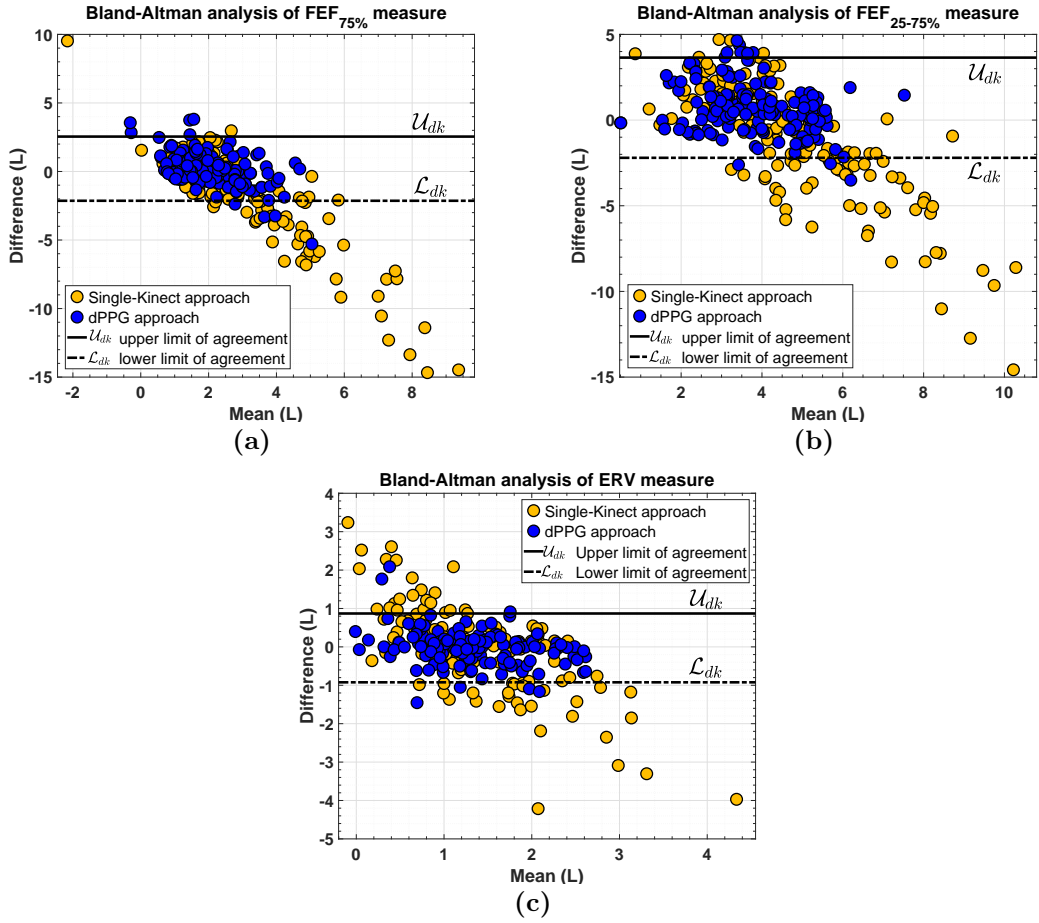 Bland-Altman analysis of FEF75% measure
10
5
0
-5
-10
-15
Difference (L)
𝒰dk
ℒdk
Single-Kinect approach
dPPG approach
𝒰dk upper limit of agreement
ℒdk lower limit of agreement
-2 0 2 4 6 8
Mean (L)
(a)
Bland-Altman analysis of FEF25-75% measure
5
0
-5
-10
-15
Difference (L)
𝒰dk
ℒdk
Single-Kinect approach
dPPG approach
𝒰dk upper limit of agreement
ℒdk lower limit of agreement
2 4 6 8 10
Mean (L)
(b)
Bland-Altman analysis of ERV measure
4
3
2
1
0
-1
-2
-3
-4
-5
Difference (L)
Single-Kinect approach
dPPG approach
𝒰dk Upper limit of agreement
ℒdk Lower limit of agreement
𝒰dk
ℒdk
0 1 2 3 4
Mean (L)
(c)